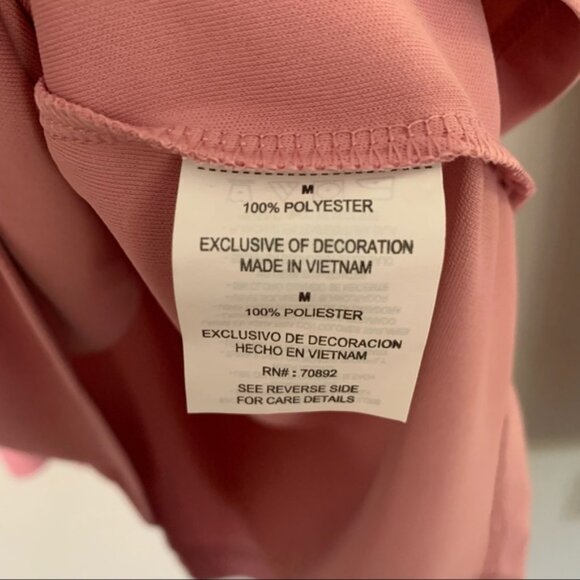 M
100% POLYESTER
EXCLUSIVE OF DECORATION
MADE IN VIETNAM
M
100% POLIESTER
EXCLUSIVO DE DECORACION
HECHO EN VIETNAM
RN# : 70892
SEE REVERSE SIDE
FOR CARE DETAILS